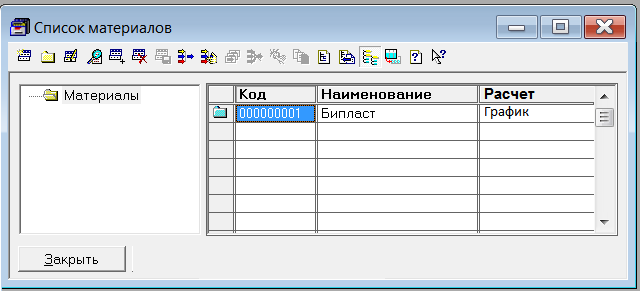 Список материалов
Материалы
Код Наименование Расчет
000000001 Бипласт График
Закрыть